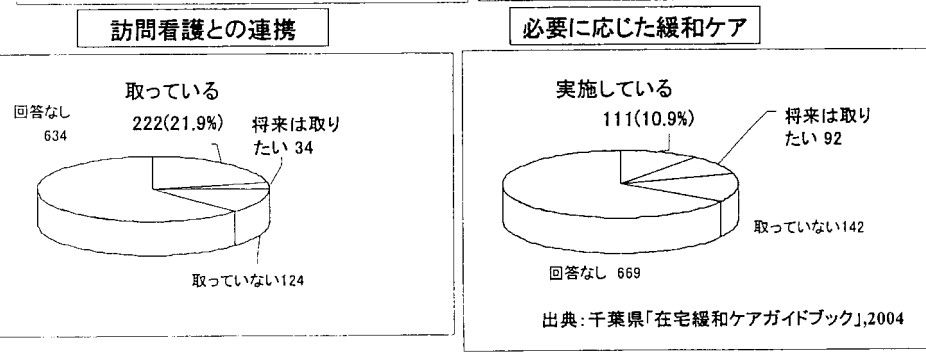 訪問看護との連携
取っている
222(21.9%)
回答なし
634
将来は取り
たい 34
取っていない124
必要に応じた緩和ケア
実施している
111(10.9%)
将来は取り
たい 92
取っていない142
回答なし 669
出典:千葉県「在宅緩和ケアガイドブック」,2004